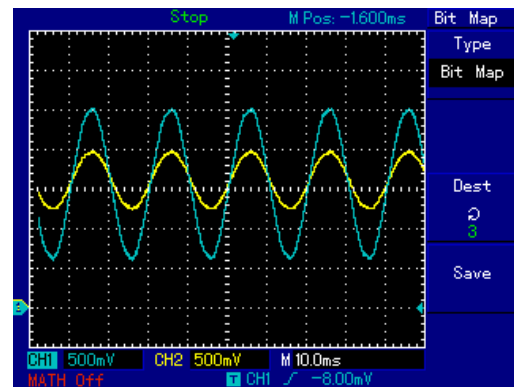 Stop M Pos: -1.600ms Bit Map
Type
Bit Map
Dest
3
Save
CH1 500mV CH2 500mV M 10.0ms
MATH Off T CH1 -8.00mV